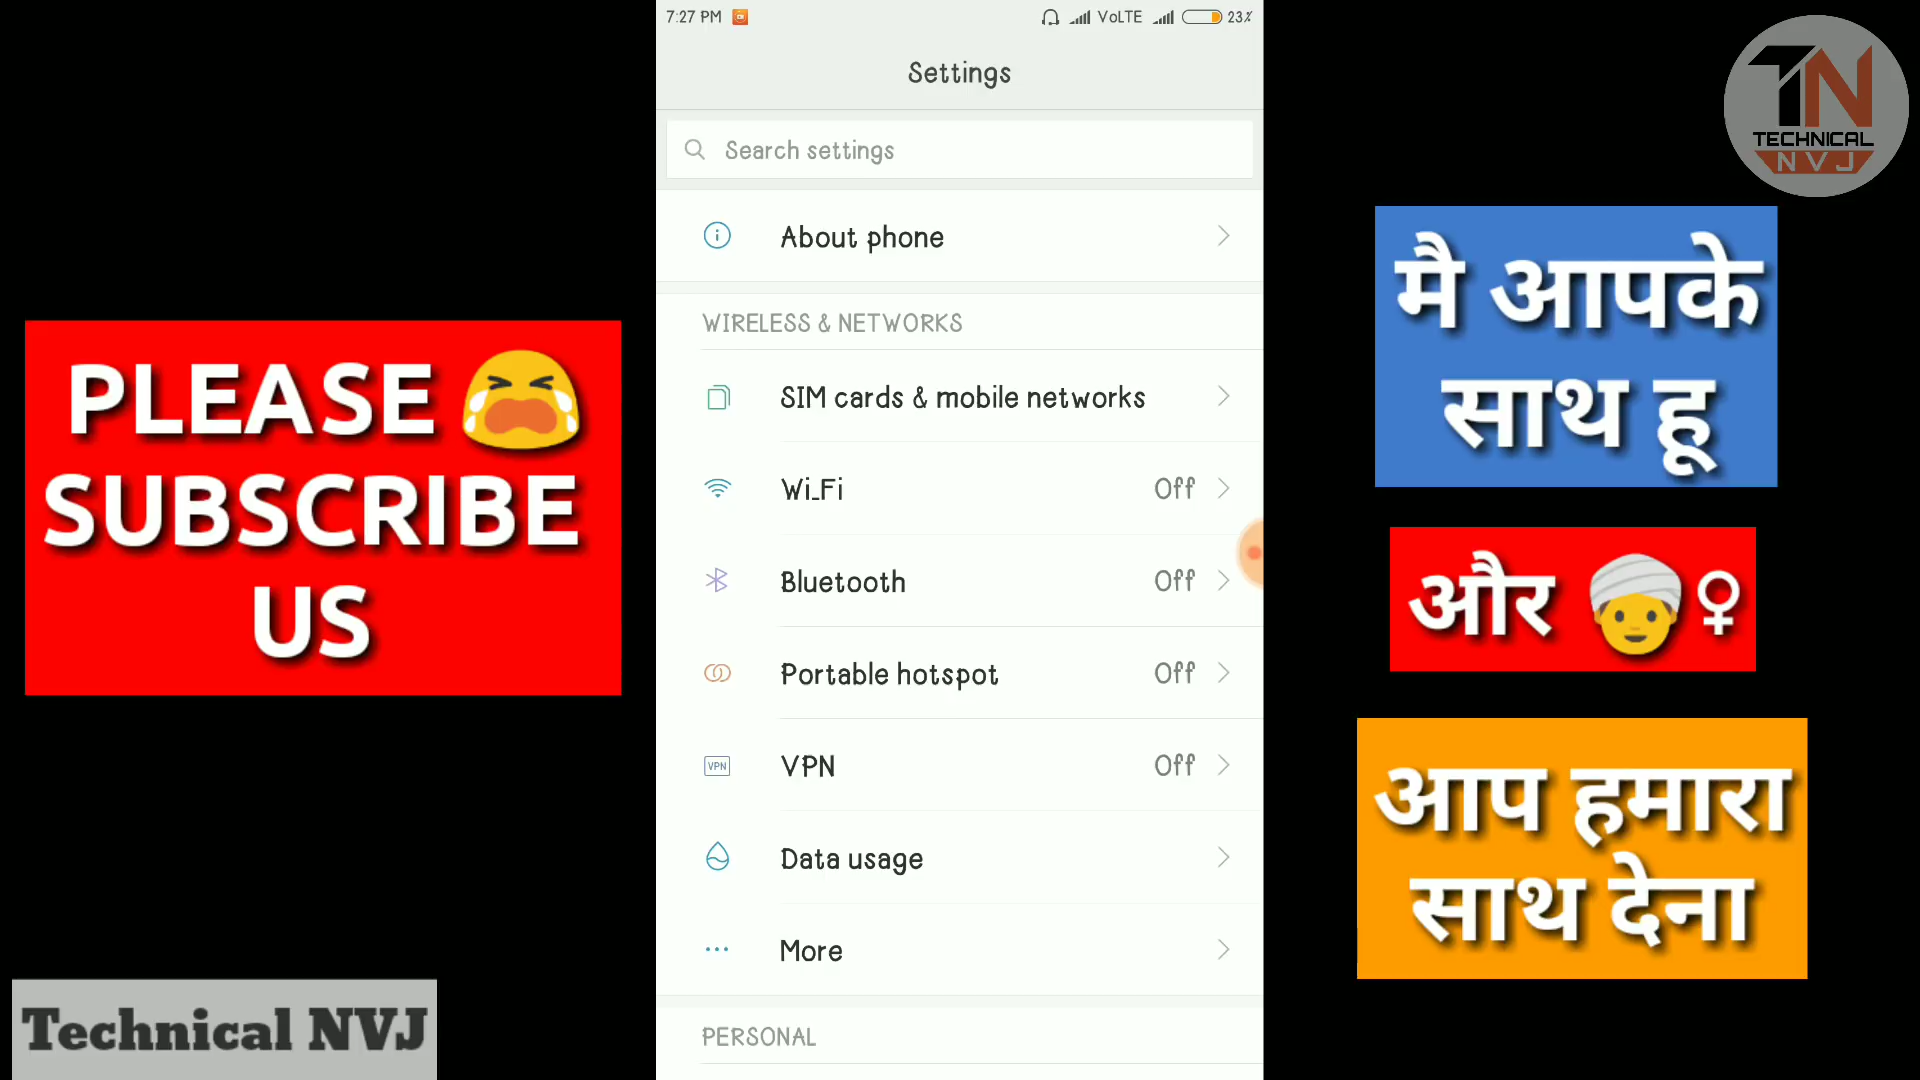 7:27 PM
VoLTE
23%
Settings
Search settings
About phone
WIRELESS & NETWORKS
SIM cards & mobile networks
Wi-Fi Off
Bluetooth Off
Portable hotspot Off
VPN
VPN Off
Data usage
More
PERSONAL
PLEASE 😭
SUBSCRIBE
US
Technical NVJ
TN
TECHNICAL
NVJ
मै आपके
साथ हू
और 👳♀
आप हमारा
साथ देना